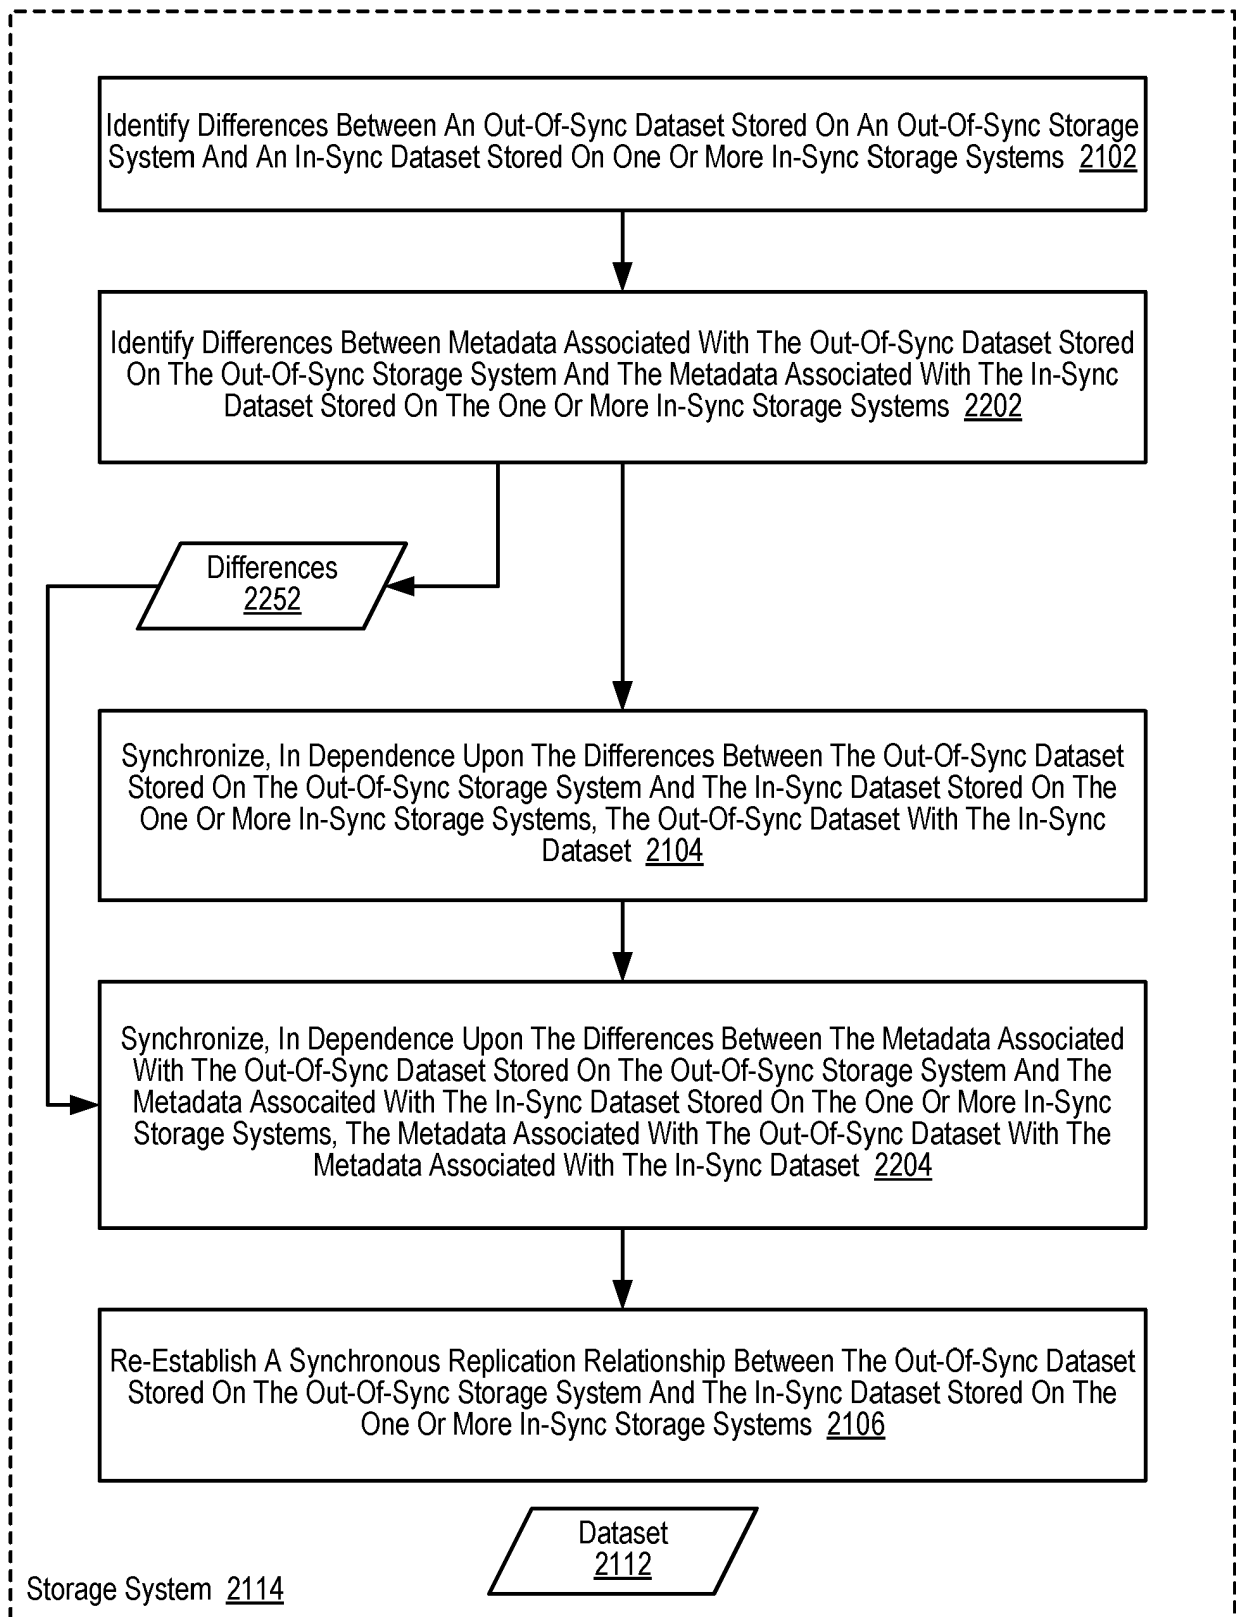 Identify Differences Between An Out-Of-Sync Dataset Stored On An Out-Of-Sync Storage
System And An In-Sync Dataset Stored On One Or More In-Sync Storage Systems 2102
Identify Differences Between Metadata Associated With The Out-Of-Sync Dataset Stored
On The Out-Of-Sync Storage System And The Metadata Associated With The In-Sync
Dataset Stored On The One Or More In-Sync Storage Systems 2202
Differences
2252
Synchronize, In Dependence Upon The Differences Between The Out-Of-Sync Dataset
Stored On The Out-Of-Sync Storage System And The In-Sync Dataset Stored On The
One Or More In-Sync Storage Systems, The Out-Of-Sync Dataset With The In-Sync
Dataset 2104
Synchronize, In Dependence Upon The Differences Between The Metadata Associated
With The Out-Of-Sync Dataset Stored On The Out-Of-Sync Storage System And The
Metadata Assocaited With The In-Sync Dataset Stored On The One Or More In-Sync
Storage Systems, The Metadata Associated With The Out-Of-Sync Dataset With The
Metadata Associated With The In-Sync Dataset 2204
Re-Establish A Synchronous Replication Relationship Between The Out-Of-Sync Dataset
Stored On The Out-Of-Sync Storage System And The In-Sync Dataset Stored On The
One Or More In-Sync Storage Systems 2106
Dataset
2112
Storage System 2114